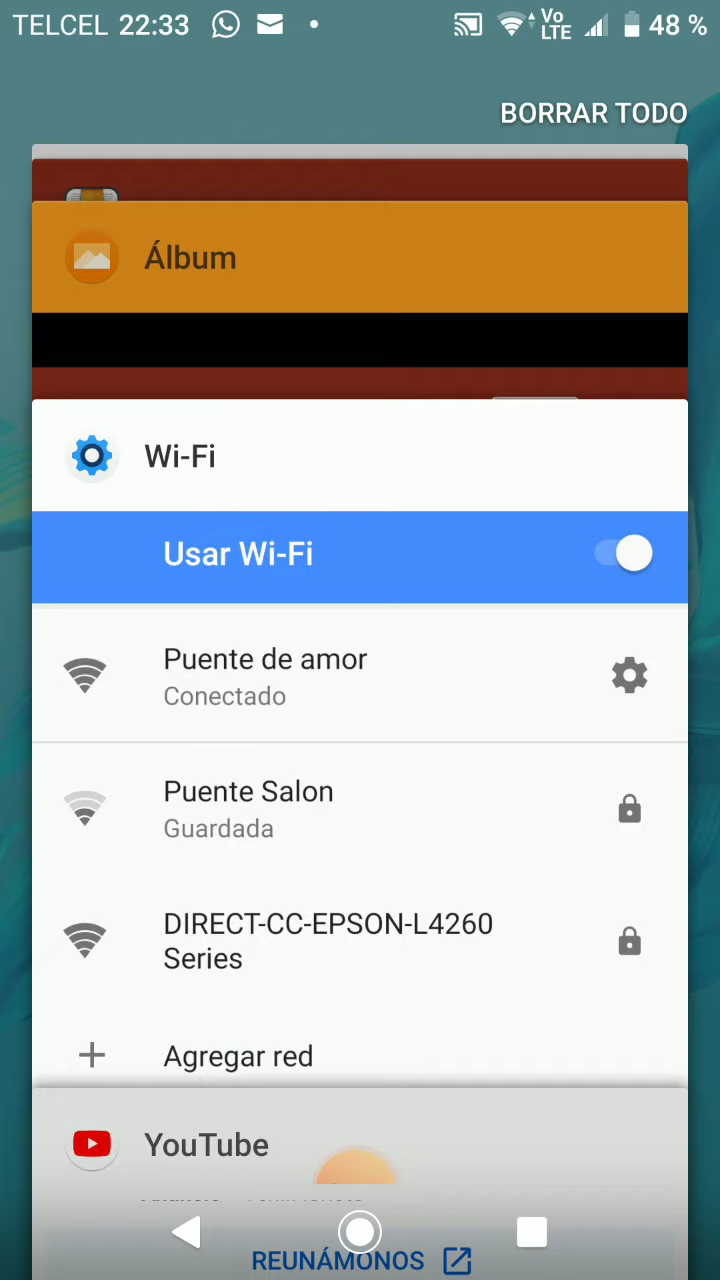 TELCEL 22:33
Vo
LTE
48 %
BORRAR TODO
Álbum
Wi-Fi
Usar Wi-Fi
Puente de amor
Conectado
Puente Salon
Guardada
DIRECT-CC-EPSON-L4260
Series
Agregar red
YouTube
REUNÁMONOS